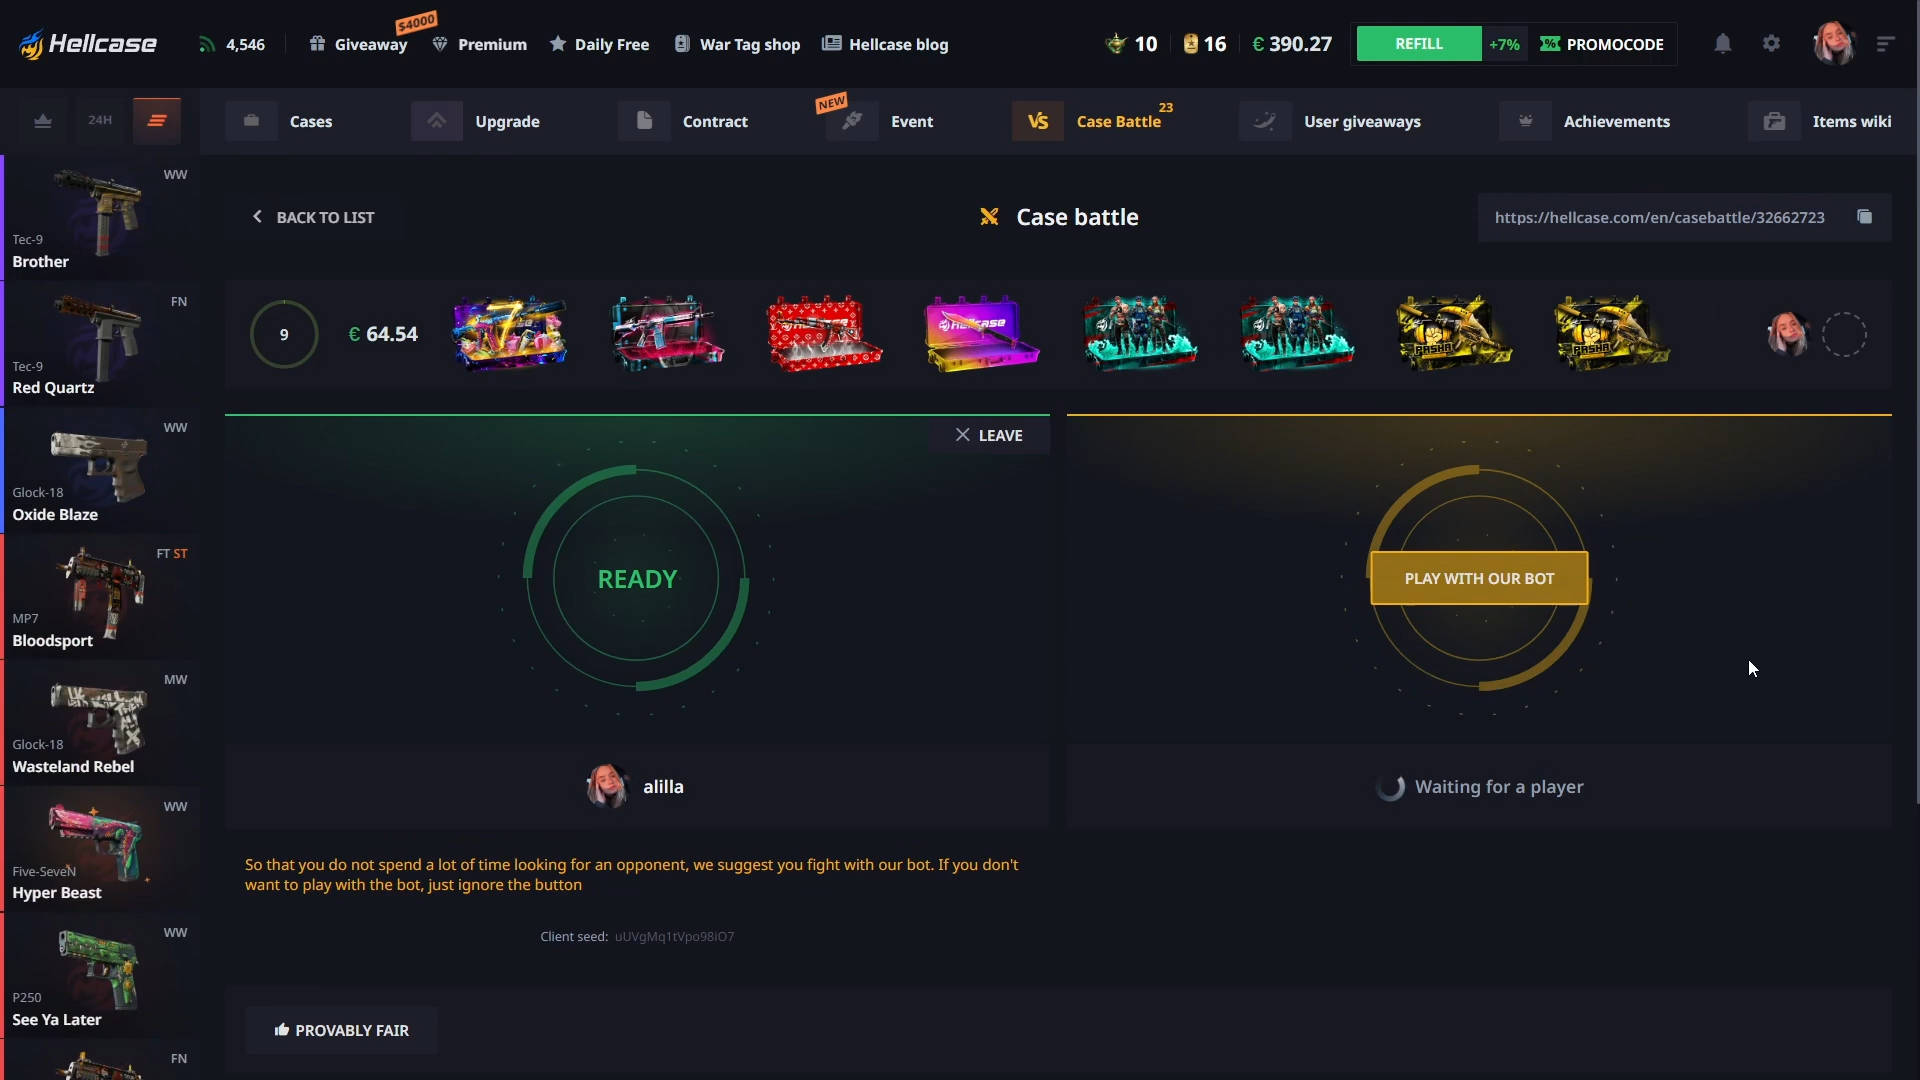 Hellcase
4,546
Giveaway
$4000
Premium
Daily Free
War Tag shop
Hellcase blog
10
16
€ 390.27
REFILL
+7%
PROMOCODE
24H
Cases
Upgrade
Contract
NEW
Event
VS
Case Battle
23
User giveaways
Achievements
Items wiki
WW
Tec-9
Brother
FN
Tec-9
Red Quartz
WW
Glock-18
Oxide Blaze
FT ST
MP7
Bloodsport
MW
Glock-18
Wasteland Rebel
WW
Five-SeveN
Hyper Beast
WW
P250
See Ya Later
FN
BACK TO LIST
Case battle
https://hellcase.com/en/casebattle/32662723
9
€ 64.54
HELLCASE
PASHA
PASHA
LEAVE
READY
PLAY WITH OUR BOT
alilla
Waiting for a player
So that you do not spend a lot of time looking for an opponent, we suggest you fight with our bot. If you don't
want to play with the bot, just ignore the button
Client seed: uUVgMq1tVpo98iO7
PROVABLY FAIR